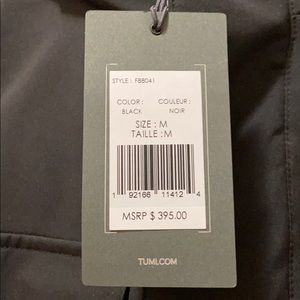 STYLE : F88041
COLOR : COULEUR :
BLACK NOIR
SIZE : M
TAILLE : M
1 92166 11412 4
MSRP $ 395.00
TUMI.COM